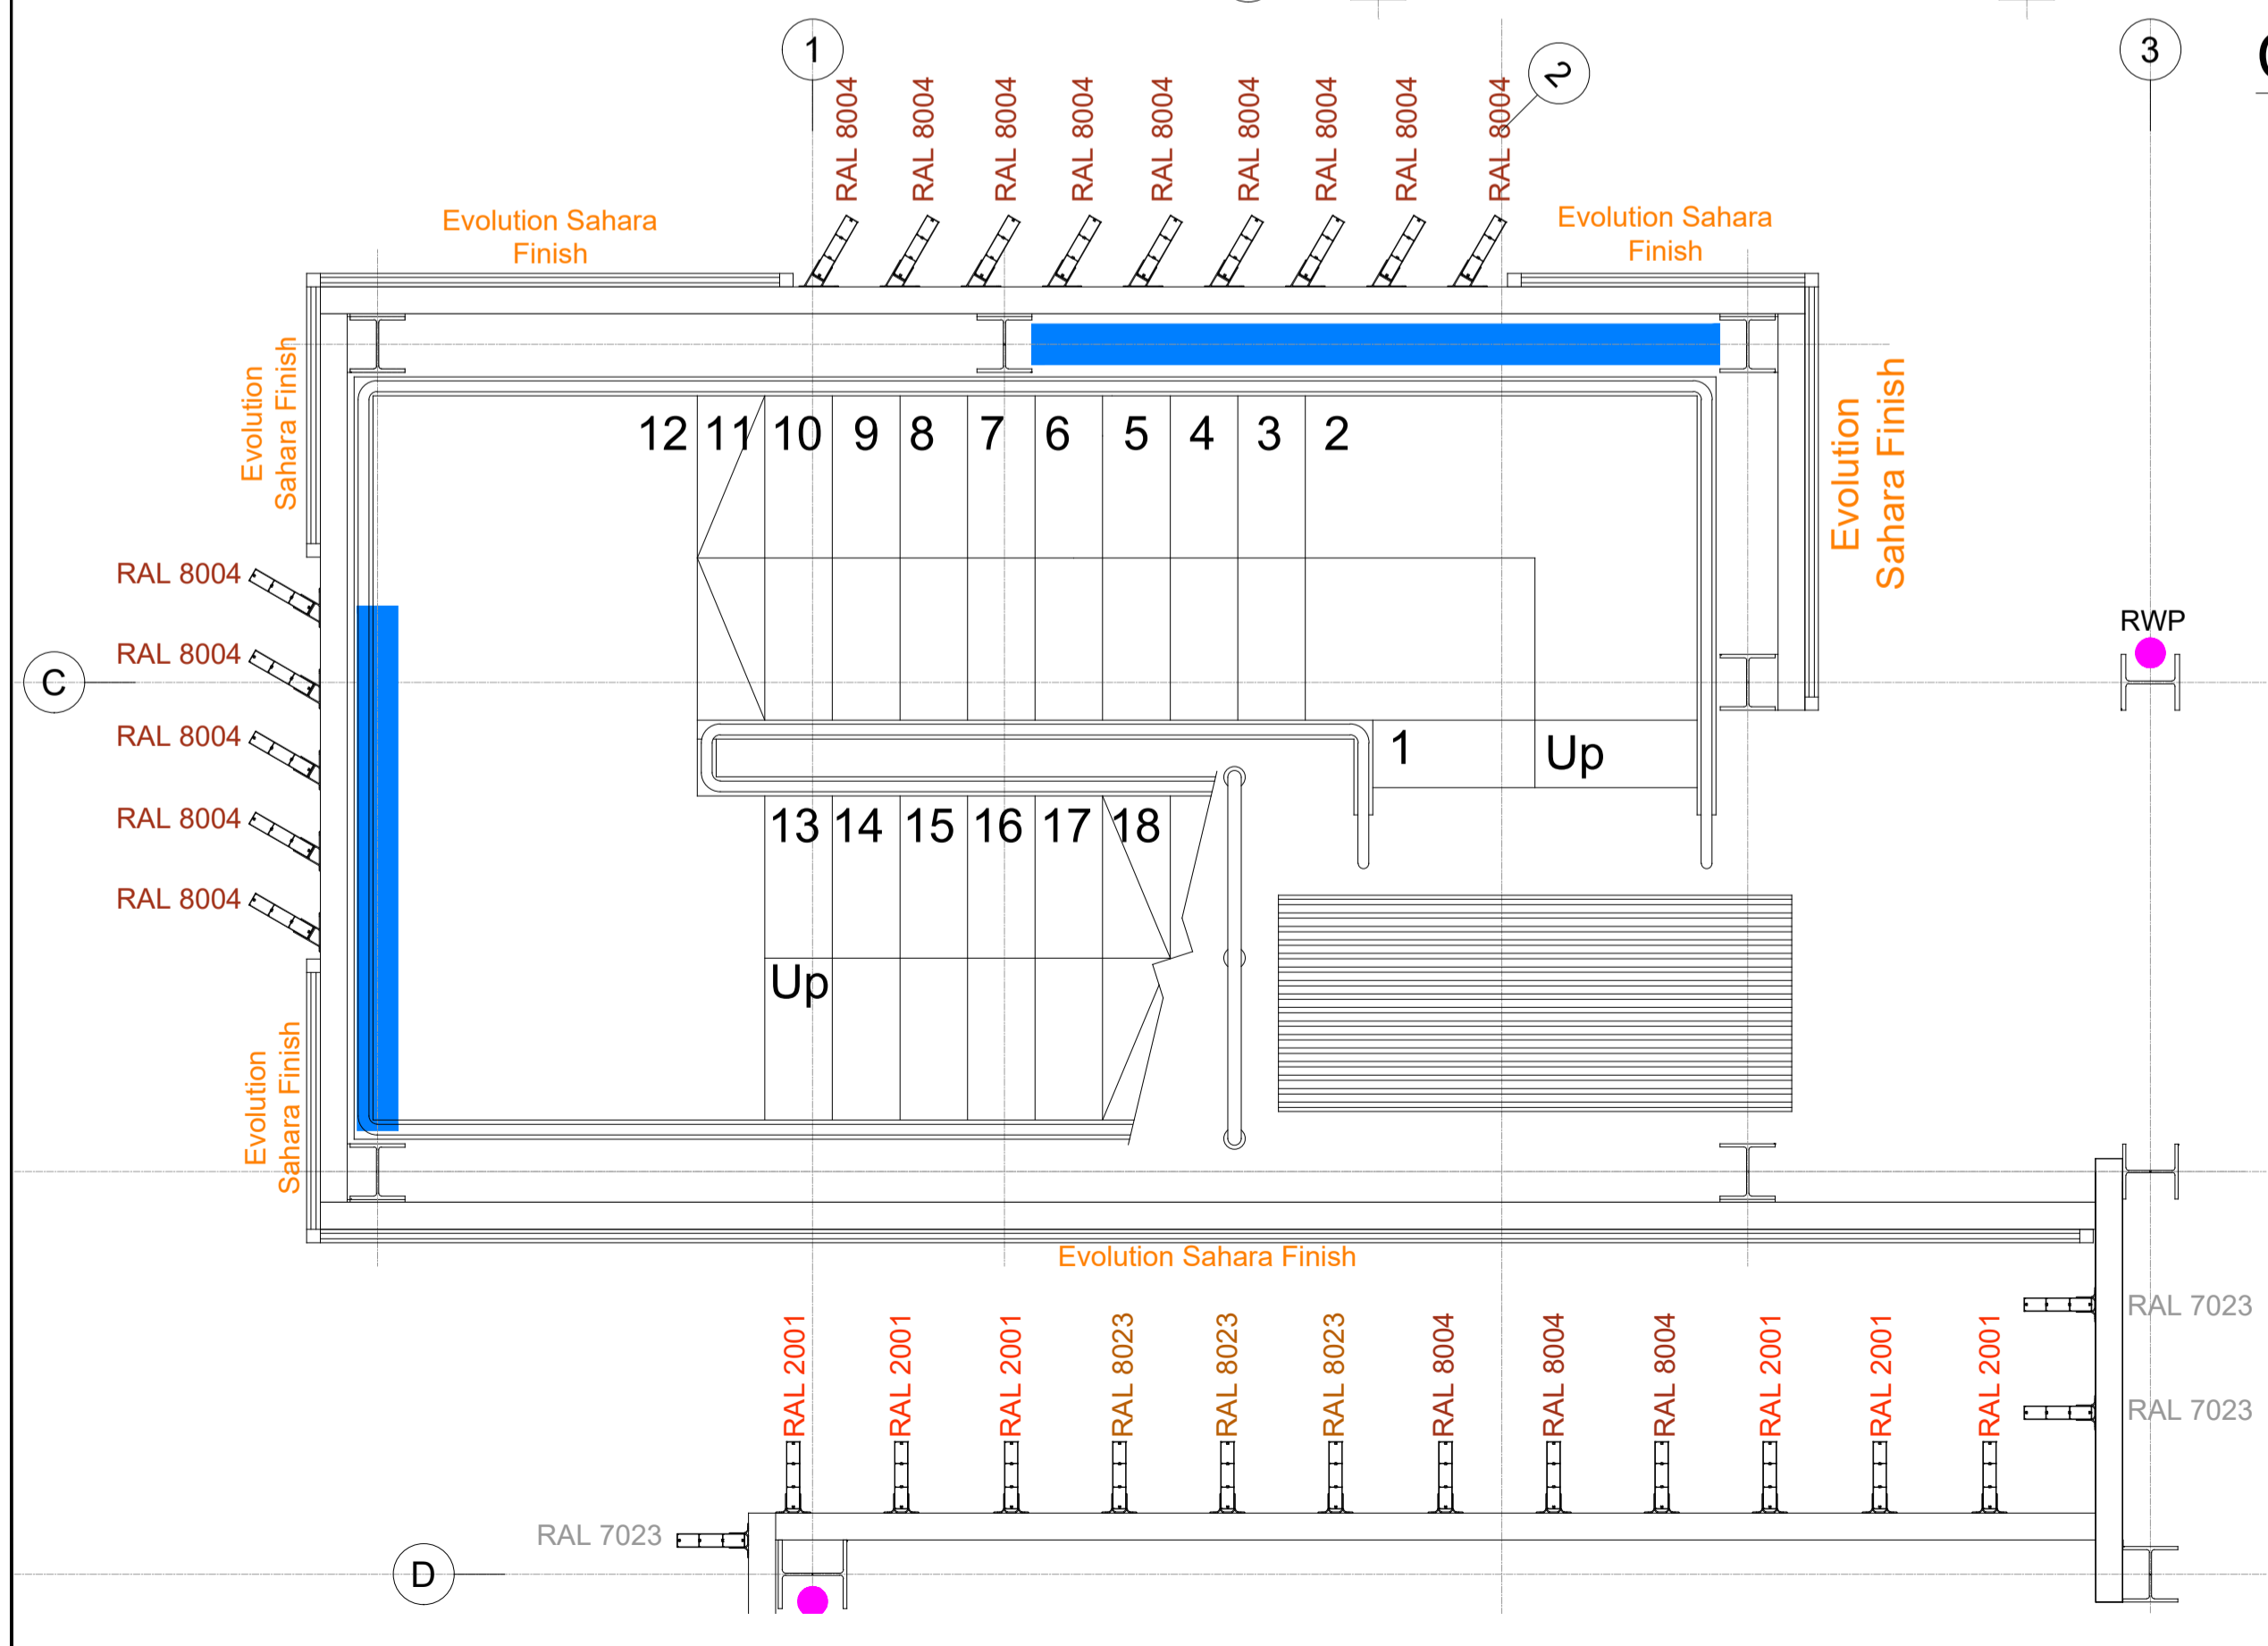 1
2
3
RAL 8004
RAL 8004
RAL 8004
RAL 8004
RAL 8004
RAL 8004
RAL 8004
RAL 8004
RAL 8004
Evolution Sahara
Finish
Evolution Sahara
Finish
Evolution
Sahara Finish
Evolution
Sahara Finish
12 11 10 9 8 7 6 5 4 3 2
RAL 8004
RAL 8004
RAL 8004
RAL 8004
RAL 8004
C
RWP
1 Up
13 14 15 16 17 18
Up
Evolution
Sahara Finish
Evolution Sahara Finish
RAL 2001
RAL 2001
RAL 2001
RAL 8023
RAL 8023
RAL 8023
RAL 8004
RAL 8004
RAL 8004
RAL 2001
RAL 2001
RAL 2001
RAL 7023
RAL 7023
RAL 7023
D